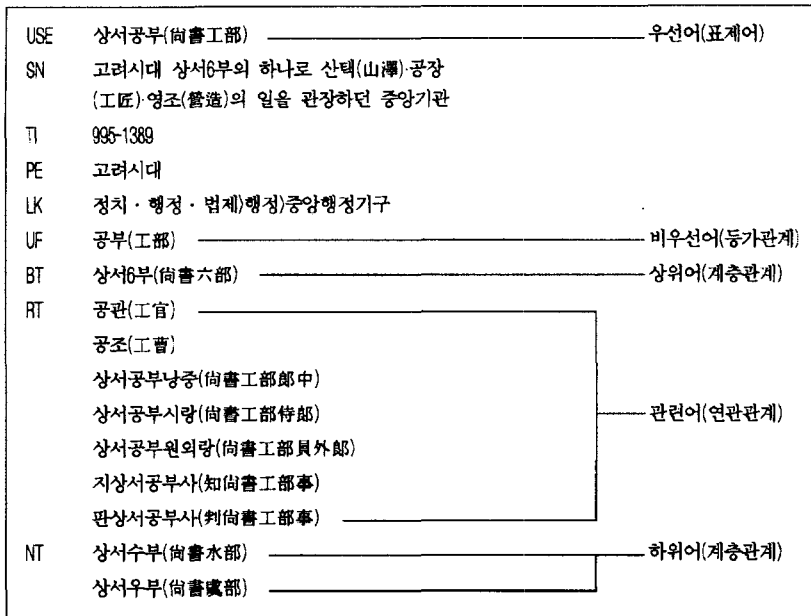 USE 상서공부(尙書工部) 우선어(표제어)
SN 고려시대 상서6부의 하나로 산택(山澤)·공장
(工匠)·영조(營造)의 일을 관장하던 중앙기관
TI 995-1389
PE 고려시대
LK 정치·행정·법제)행정)중앙행정기구
UF 공부(工部) 비우선어(등가관계)
BT 상서6부(尙書六部) 상위어(계층관계)
RT 공관(工官)
공조(工曹)
상서공부낭중(尙書工部郎中)
상서공부시랑(尙書工部侍郎) 관련어(연관관계)
상서공부원외랑(尙書工部員外郎)
지상서공부사(知尙書工部事)
판상서공부사(判尙書工部事)
NT 상서수부(尙書水部) 하위어(계층관계)
상서우부(尙書虞部)